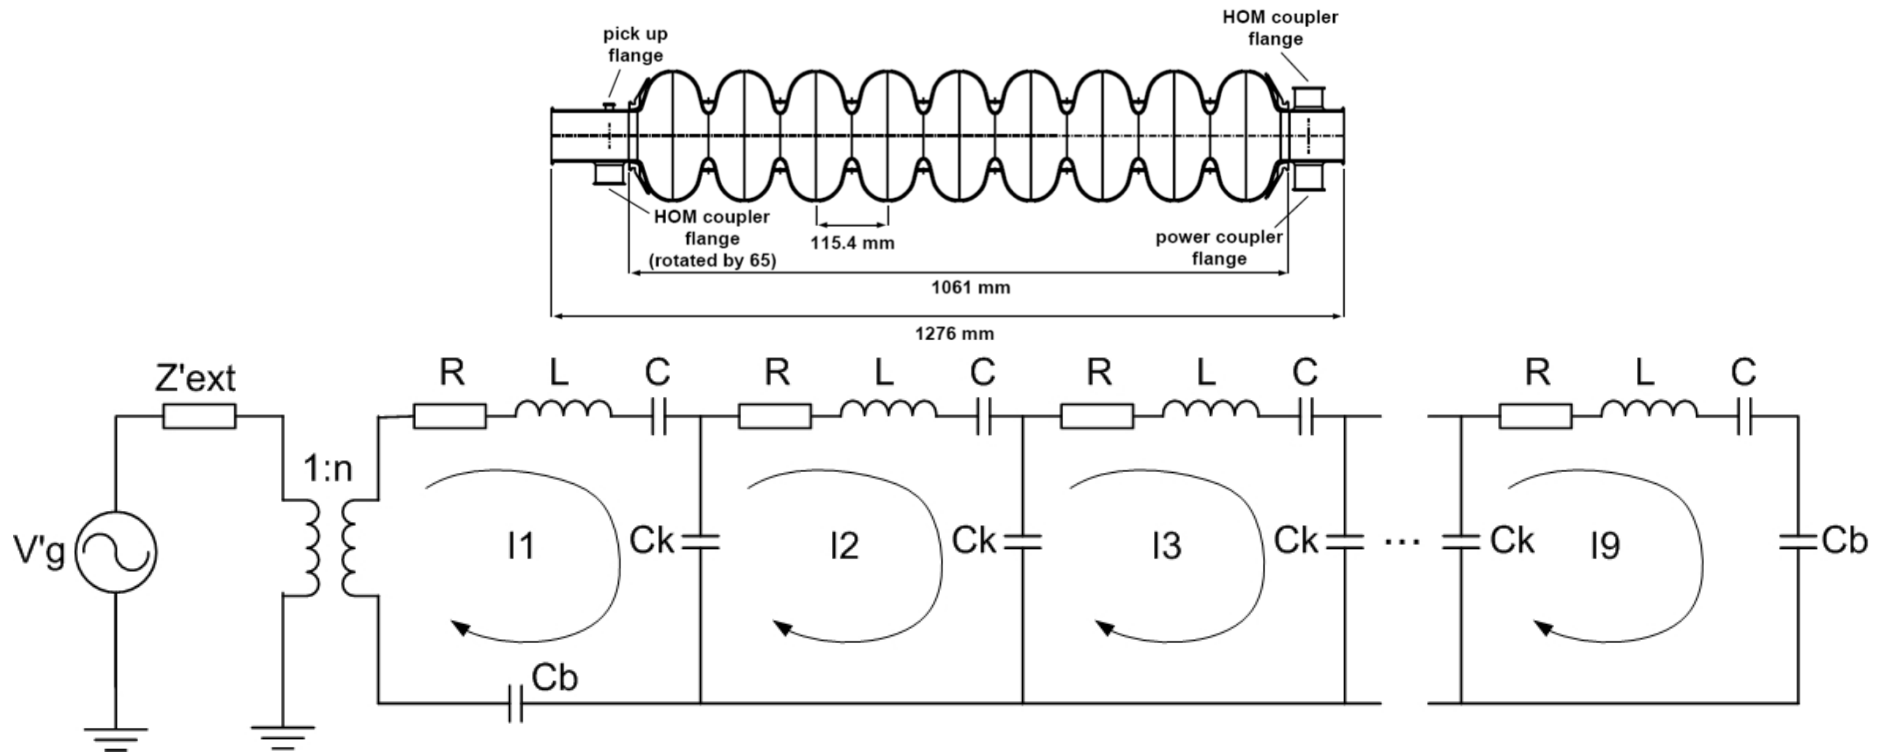 HOM coupler
flange
pick up
flange
HOM coupler
flange
(rotated by 65)
115.4 mm
power coupler
flange
1061 mm
1276 mm
Z'ext
R L C R L C R L C R L C
1:n
V'g
I1 Ck I2 Ck I3 Ck ... Ck I9 Cb
Cb